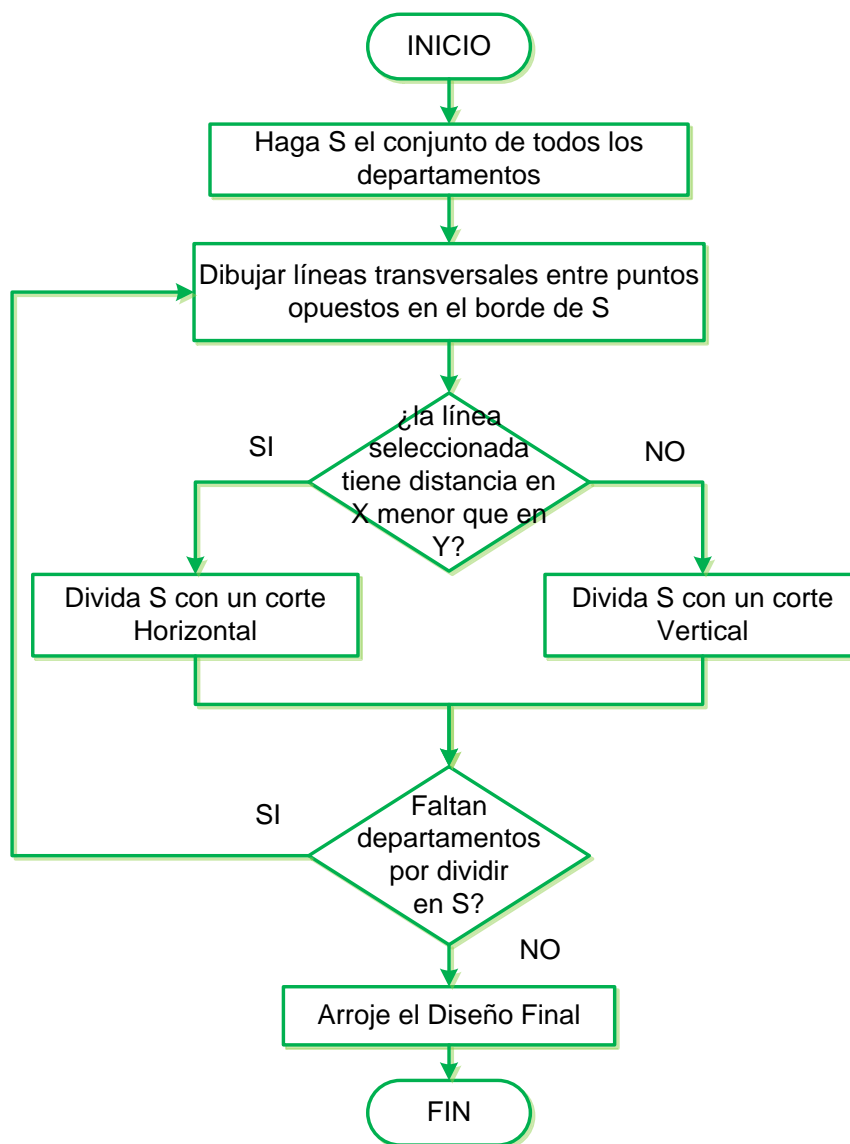 INICIO
Haga S el conjunto de todos los
departamentos
Dibujar líneas transversales entre puntos
opuestos en el borde de S
¿la línea
seleccionada
tiene distancia en
X menor que en
Y?
SI
NO
Divida S con un corte
Horizontal
Divida S con un corte
Vertical
Faltan
departamentos
por dividir
en S?
SI
NO
Arroje el Diseño Final
FIN